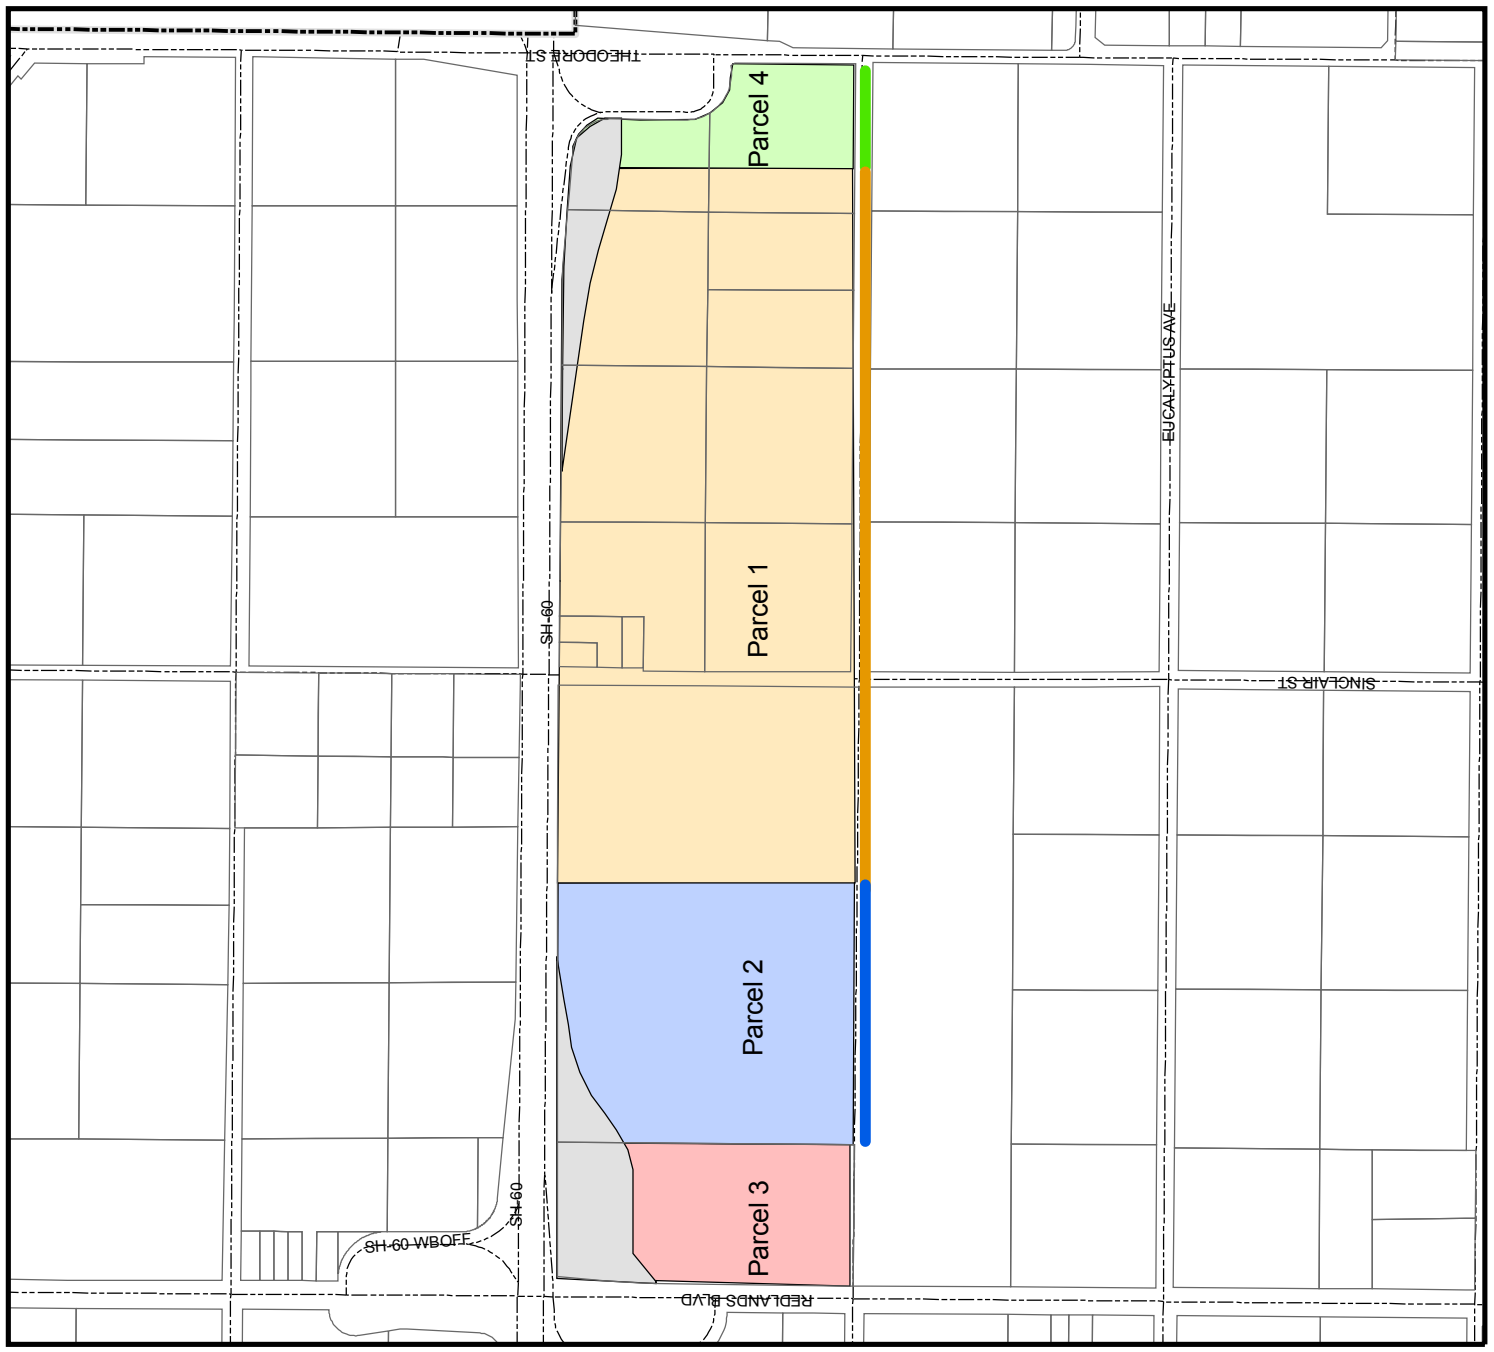 THEODORE ST
Parcel 4
EUCALYPTUS AVE
Parcel 1
SH-60
SINCLAIR ST
Parcel 2
SH-60
Parcel 3
SH-60 WBOFF
REDLANDS BLVD